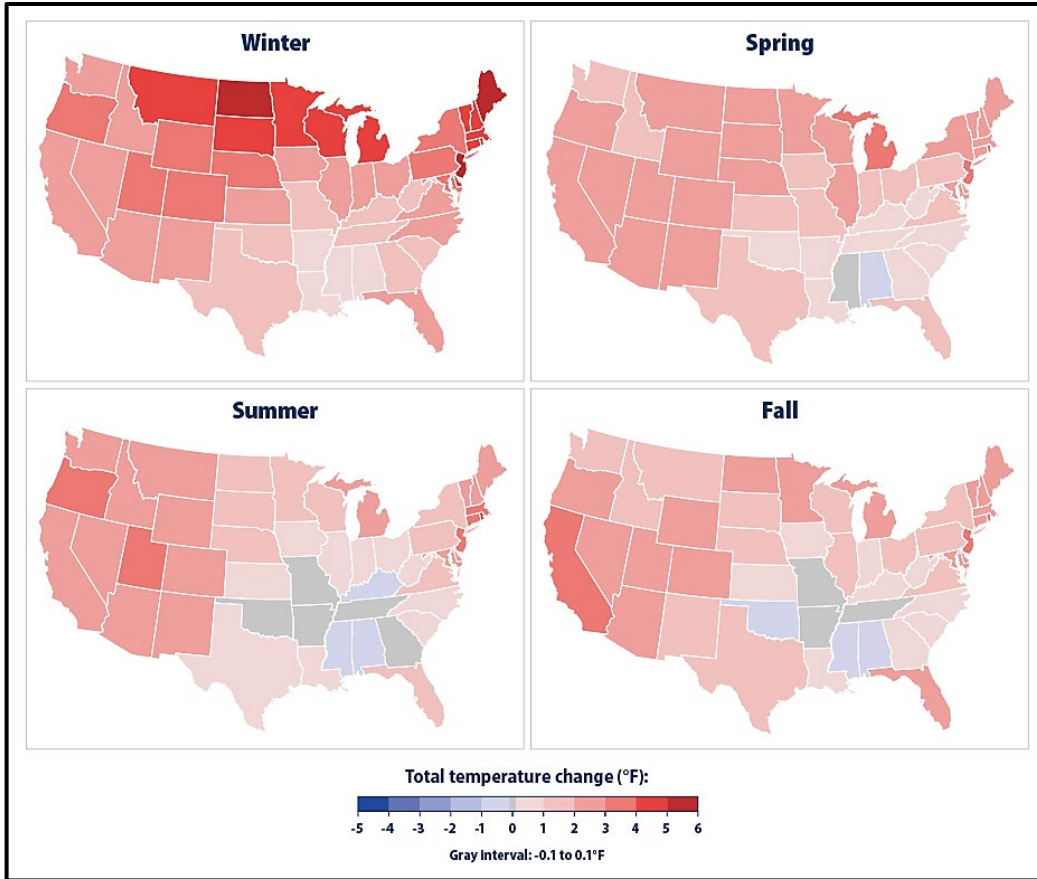 Winter
Spring
Summer
Fall
Total temperature change (°F):
-5 -4 -3 -2 -1 0 1 2 3 4 5 6
Gray interval: -0.1 to 0.1°F